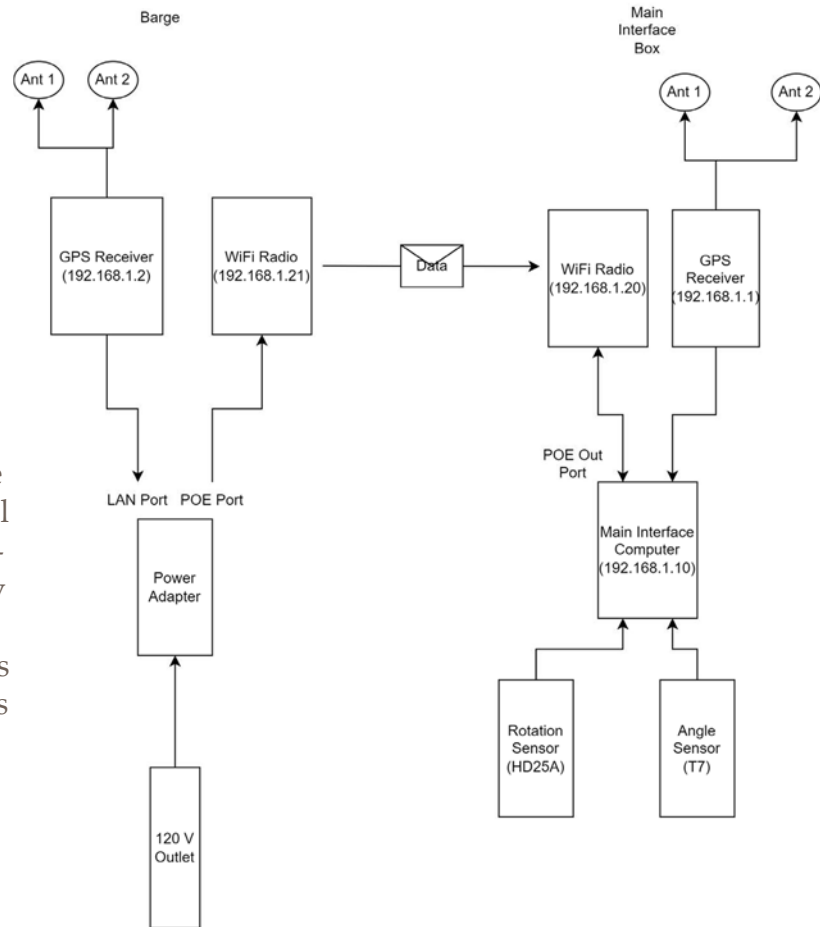 Barge
Main
Interface
Box
Ant 1
Ant 2
Ant 1
Ant 2
GPS Receiver
(192.168.1.2)
WiFi Radio
(192.168.1.21)
Data
WiFi Radio
(192.168.1.20)
GPS
Receiver
(192.168.1.1)
LAN Port
POE Port
POE Out
Port
Power
Adapter
Main Interface
Computer
(192.168.1.10)
Rotation
Sensor
(HD25A)
Angle
Sensor
(T7)
120 V
Outlet